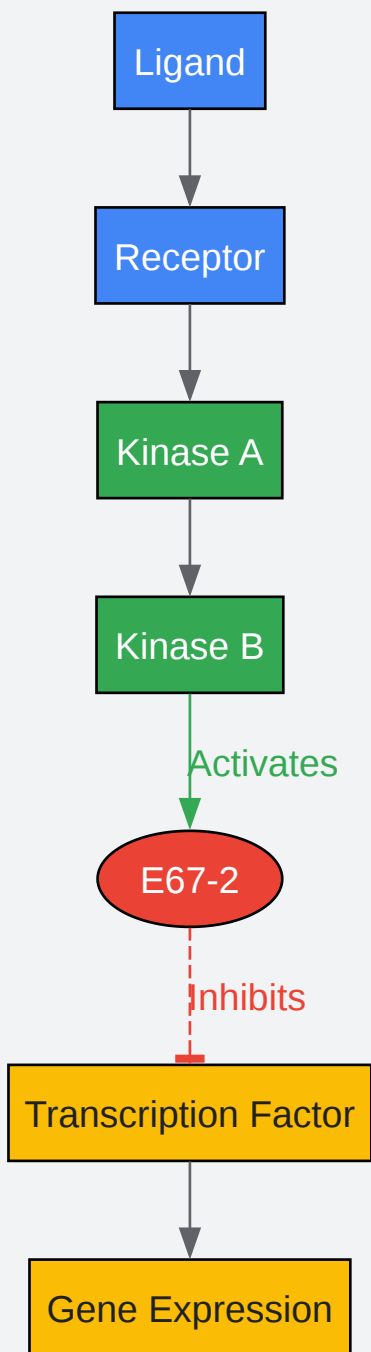 Ligand
Receptor
Kinase A
Kinase B
Activates
E67-2
Inhibits
Transcription Factor
Gene Expression